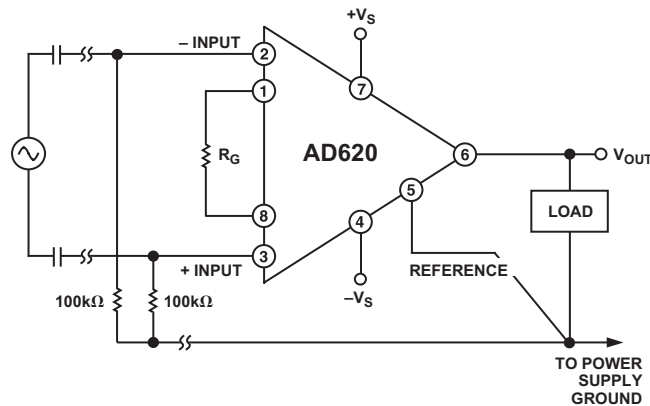 +VS
– INPUT
2
1
7
RG
AD620
6
VOUT
5
8
4
LOAD
3
+ INPUT
REFERENCE
100kΩ
100kΩ
–VS
TO POWER
SUPPLY
GROUND